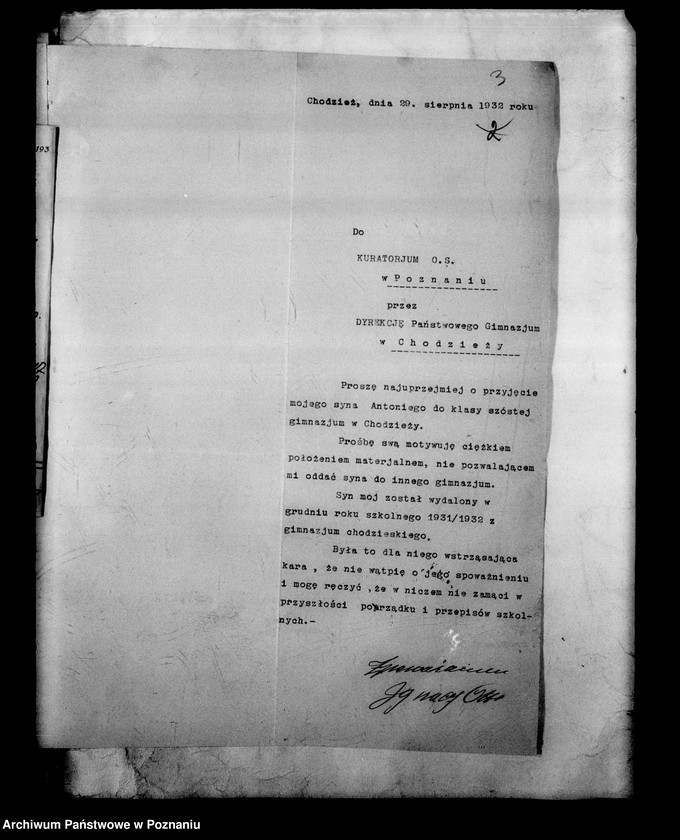 3
Chodzież, dnia 29. sierpnia 1932 roku
2
193
Do
KURATORJUM O.S.
w Poznaniu
przez
DYREKCJĘ Państwowego Gimnazjum
w Chodzieży
Proszę najuprzejmiej o przyjęcie
mojego syna Antoniego do klasy szóstej
gimnazjum w Chodzieży.
Prośbę swą motywuję ciężkiem
położeniem materjalnem, nie pozwalającem
mi oddać syna do innego gimnazjum.
Syn mój został wydalony w
grudniu roku szkolnego 1931/1932 z
gimnazjum chodzieskiego.
Była to dla niego wstrząsająca
kara , że nie wątpię o jego spoważnieniu
i mogę ręczyć ,że w niczem nie zamąci w
przyszłości porządku i przepisów szkol-
nych.-
Z poważaniem
Ignacy
Archiwum Państwowe w Poznaniu